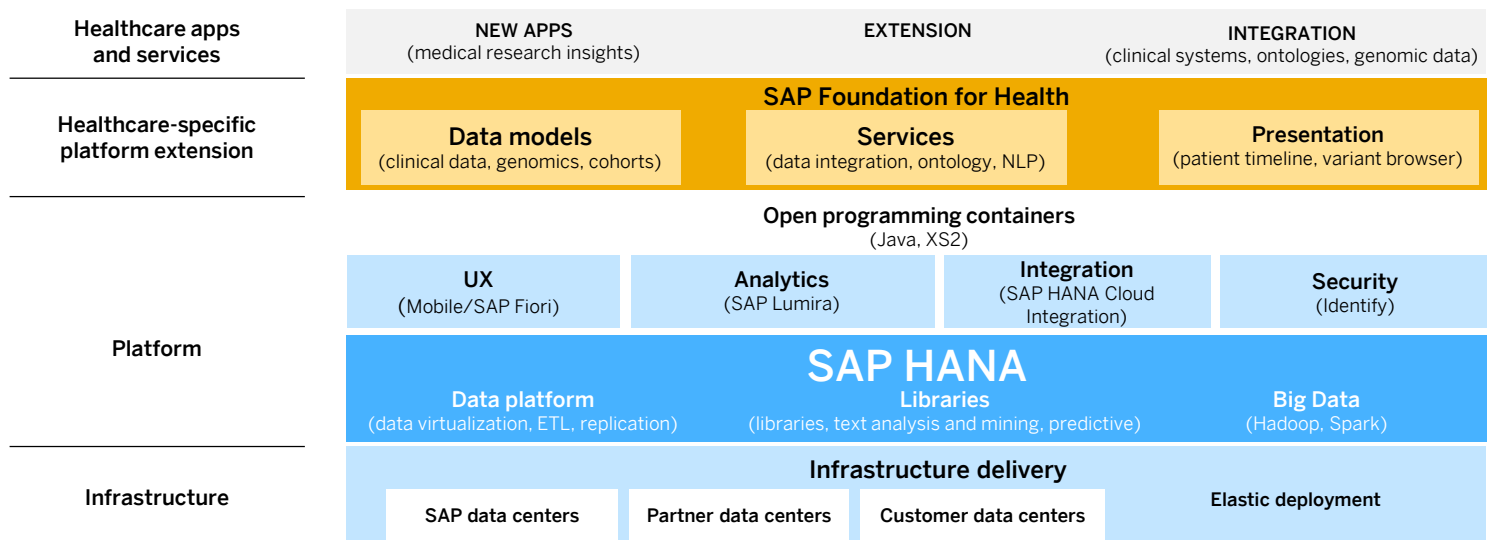 Healthcare apps
and services
NEW APPS
(medical research insights)
EXTENSION
INTEGRATION
(clinical systems, ontologies, genomic data)
Healthcare-specific
platform extension
SAP Foundation for Health
Data models
(clinical data, genomics, cohorts)
Services
(data integration, ontology, NLP)
Presentation
(patient timeline, variant browser)
Platform
Open programming containers
(Java, XS2)
UX
(Mobile/SAP Fiori)
Analytics
(SAP Lumira)
Integration
(SAP HANA Cloud
Integration)
Security
(Identify)
SAP HANA
Data platform
(data virtualization, ETL, replication)
Libraries
(libraries, text analysis and mining, predictive)
Big Data
(Hadoop, Spark)
Infrastructure
Infrastructure delivery
SAP data centers
Partner data centers
Customer data centers
Elastic deployment